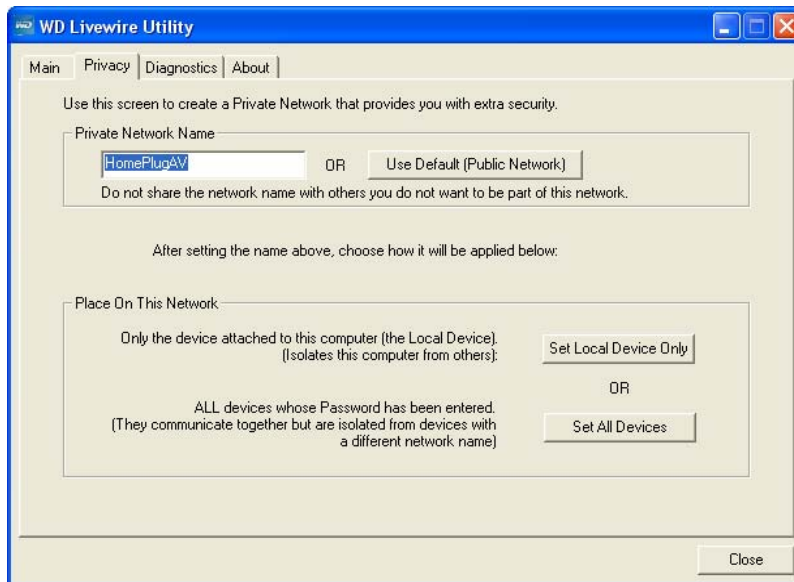 WD Livewire Utility
Main Privacy Diagnostics About
Use this screen to create a Private Network that provides you with extra security.
Private Network Name
HomePlugAV OR Use Default (Public Network)
Do not share the network name with others you do not want to be part of this network.
After setting the name above, choose how it will be applied below:
Place On This Network
Only the device attached to this computer (the Local Device).
(Isolates this computer from others):
Set Local Device Only
OR
ALL devices whose Password has been entered.
(They communicate together but are isolated from devices with
a different network name)
Set All Devices
Close